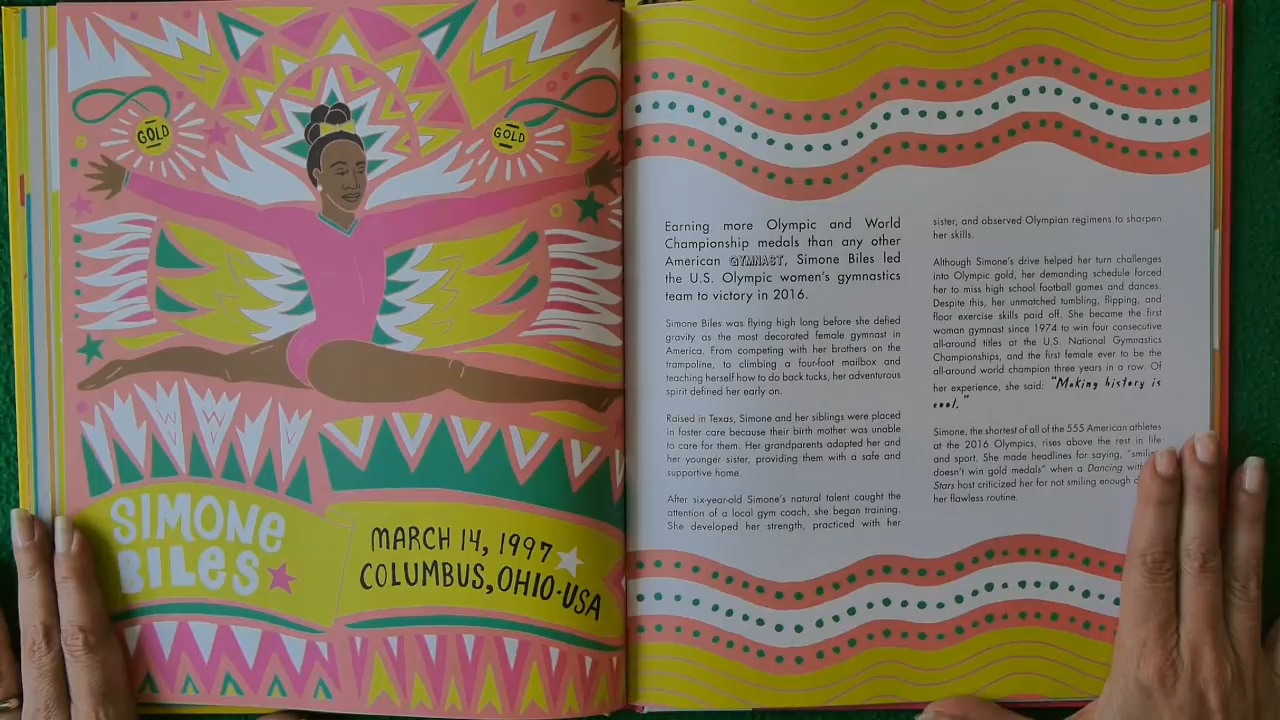 GOLD
GOLD
SIMONE
BILES
MARCH 14, 1997
COLUMBUS, OHIO·USA
Earning more Olympic and World
Championship medals than any other
American GYMNAST, Simone Biles led
the U.S. Olympic women's gymnastics
team to victory in 2016.
Simone Biles was flying high long before she defied
gravity as the most decorated female gymnast in
America. From competing with her brothers on the
trampoline, to climbing a four-foot mailbox and
teaching herself how to do back tucks, her adventurous
spirit defined her early on.
Raised in Texas, Simone and her siblings were placed
in foster care because their birth mother was unable
to care for them. Her grandparents adopted her and
her younger sister, providing them with a safe and
supportive home.
After six-year-old Simone's natural talent caught the
attention of a local gym coach, she began training.
She developed her strength, practiced with her
sister, and observed Olympian regimens to sharpen
her skills.
Although Simone's drive helped her turn challenges
into Olympic gold, her demanding schedule forced
her to miss high school football games and dances.
Despite this, her unmatched tumbling, flipping, and
floor exercise skills paid off. She became the first
woman gymnast since 1974 to win four consecutive
all-around titles at the U.S. National Gymnastics
Championships, and the first female ever to be the
all-around world champion three years in a row. Of
her experience, she said: "Making history is
cool."
Simone, the shortest of all of the 555 American athletes
at the 2016 Olympics, rises above the rest in life
and sport. She made headlines for saying, "smiling
doesn't win gold medals" when a Dancing with
Stars host criticized her for not smiling enough
her flawless routine.